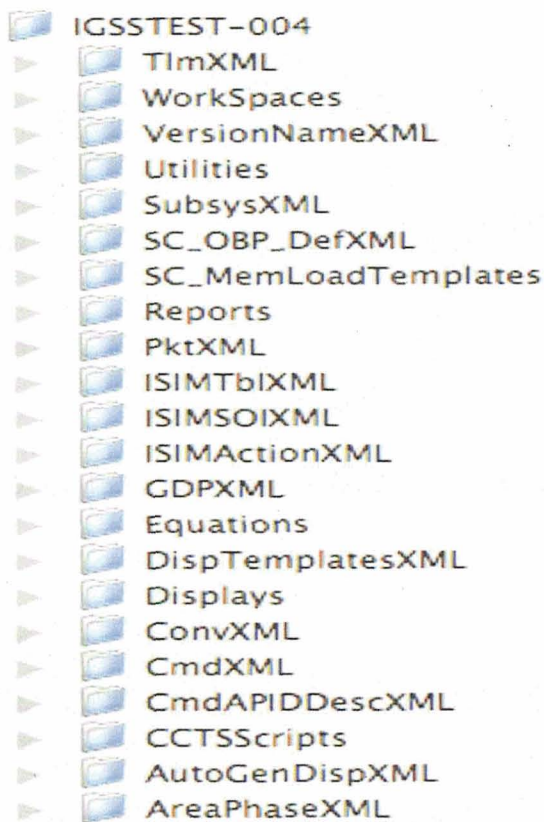 IGSSTEST-004
TlmXML
WorkSpaces
VersionNameXML
Utilities
SubsysXML
SC_OBP_DefXML
SC_MemLoadTemplates
Reports
PktXML
ISIMTblXML
ISIMSOIXML
ISIMActionXML
GDPXML
Equations
DispTemplatesXML
Displays
ConvXML
CmdXML
CmdAPIDDescXML
CCTSScripts
AutoGenDispXML
AreaPhaseXML